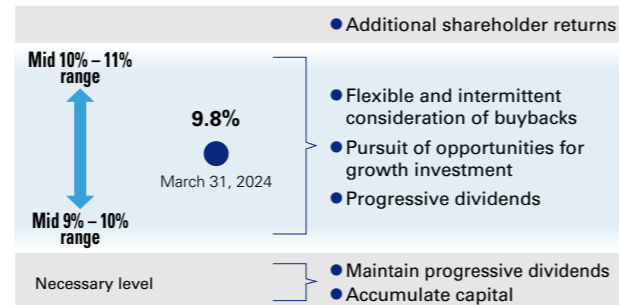 ● Additional shareholder returns
Mid 10% – 11%
range
9.8%
March 31, 2024
Mid 9% – 10%
range
● Flexible and intermittent
consideration of buybacks
● Pursuit of opportunities for
growth investment
● Progressive dividends
Necessary level
● Maintain progressive dividends
● Accumulate capital